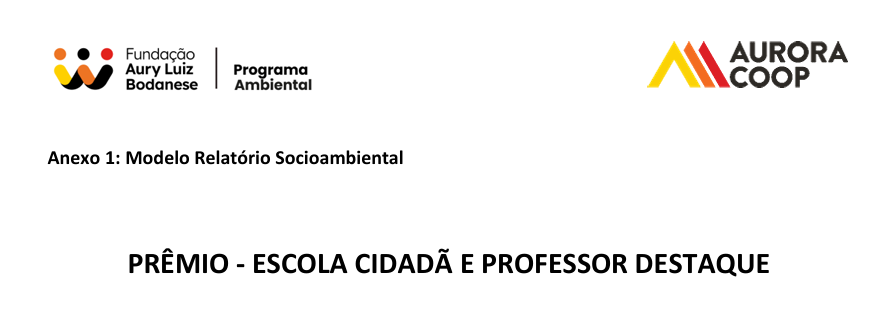 Fundação
Aury Luiz
Bodanese
Programa
Ambiental
AURORA
COOP
Anexo 1: Modelo Relatório Socioambiental
PRÊMIO - ESCOLA CIDADÃ E PROFESSOR DESTAQUE